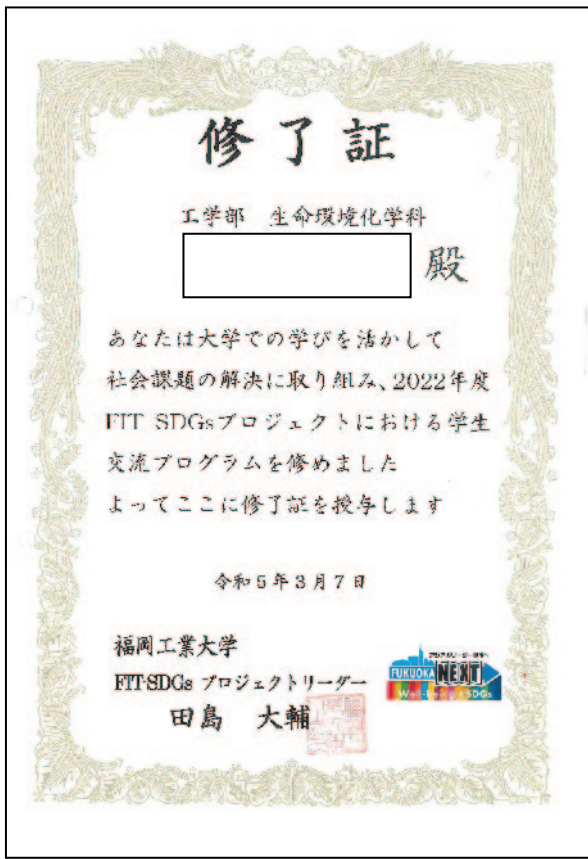 修了証
工学部 生命環境化学科
殿
あなたは大学での学びを活かして
社会課題の解決に取り組み、2022年度
FIT SDGsプロジェクトにおける学生
交流プログラムを修めました
よってここに修了証を授与します
令和5年3月7日
福岡工業大学
FIT-SDGs プロジェクトリーダー
田島 大輔
FUKUOKA NEXT
Well-being & SDGs